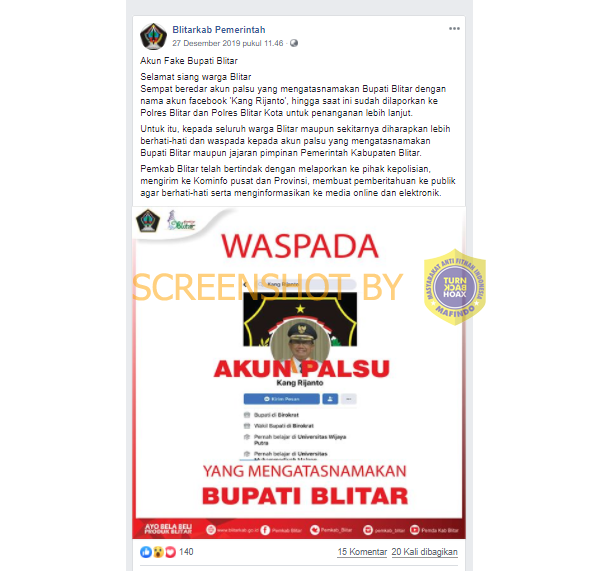 Blitarkab Pemerintah
27 Desember 2019 pukul 11.46 ·
Akun Fake Bupati Blitar
Selamat siang warga Blitar
Sempat beredar akun palsu yang mengatasnamakan Bupati Blitar dengan
nama akun facebook 'Kang Rijanto', hingga saat ini sudah dilaporkan ke
Polres Blitar dan Polres Blitar Kota untuk penanganan lebih lanjut.
Untuk itu, kepada seluruh warga Blitar maupun sekitarnya diharapkan lebih
berhati-hati dan waspada kepada akun palsu yang mengatasnamakan
Bupati Blitar maupun jajaran pimpinan Pemerintah Kabupaten Blitar.
Pemkab Blitar telah bertindak dengan melaporkan ke pihak kepolisian,
mengirim ke Kominfo pusat dan Provinsi, membuat pemberitahuan ke publik
agar berhati-hati serta menginformasikan ke media online dan elektronik.
WASPADA
SCREENSHOT BY
MASYARAKAT ANTI FITNAH INDONESIA
TURN
BACK
HOAX
MAFINDO
Kang Rijanto
AKUN PALSU
Kang Rijanto
Kirim Pesan
Bupati di Birokrat
Wakil Bupati di Birokrat
Pernah belajar di Universitas Wijaya
Putra
Pernah belajar di Universitas
YANG MENGATASNAMAKAN
BUPATI BLITAR
AYO BELA BELI
PRODUK BLITAR
www.blitarkab.go.id
Pemkab Blitar
Pemkab_Blitar
pemkab_blitar
Pemda Kab Blitar
140
15 Komentar 20 Kali dibagikan